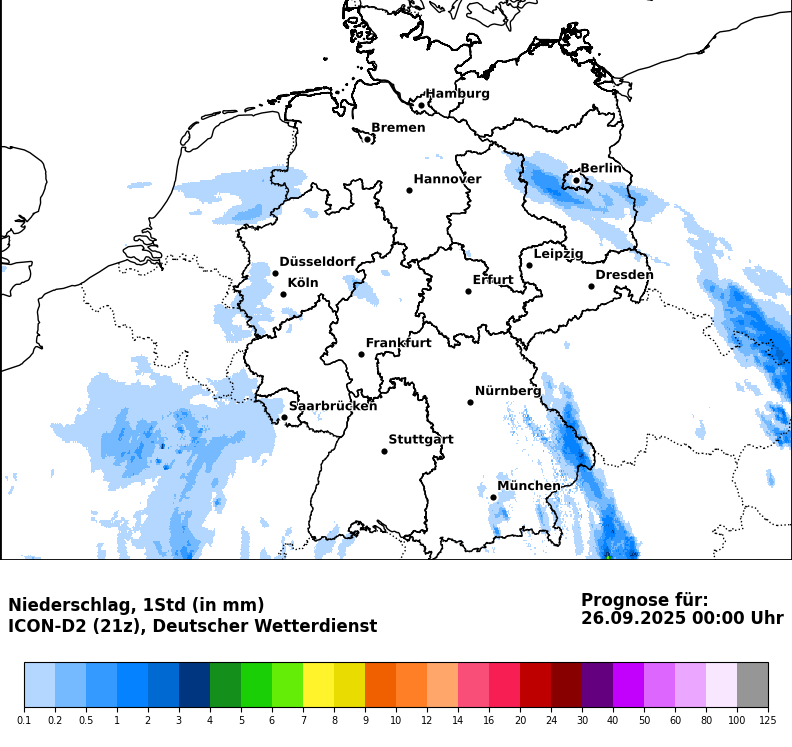 Hamburg
Bremen
Berlin
Hannover
Leipzig
Düsseldorf
Dresden
Köln
Erfurt
Frankfurt
Nürnberg
Saarbrücken
Stuttgart
München
Niederschlag, 1Std (in mm)
ICON-D2 (21z), Deutscher Wetterdienst
Prognose für:
26.09.2025 00:00 Uhr
0.1 0.2 0.5 1 2 3 4 5 6 7 8 9 10 12 14 16 20 24 30 40 50 60 80 100 125